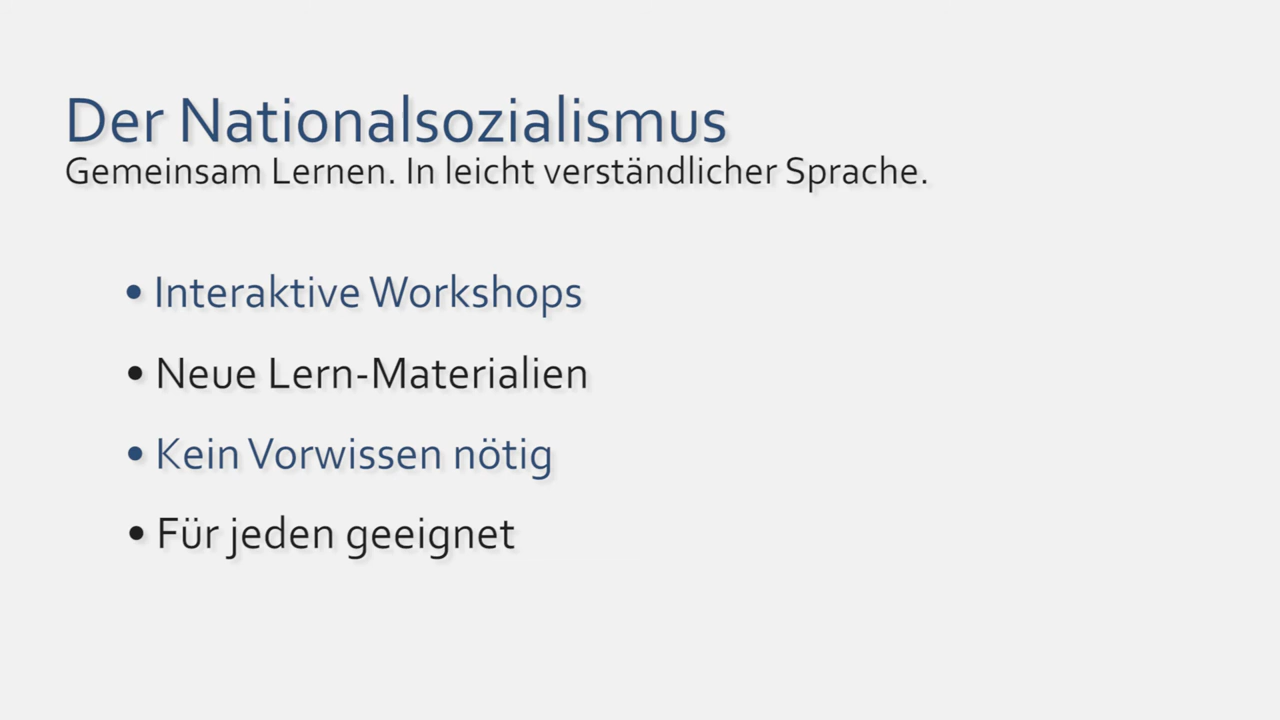 Der Nationalsozialismus
Gemeinsam Lernen. In leicht verständlicher Sprache.
• Interaktive Workshops
• Neue Lern-Materialien
• Kein Vorwissen nötig
• Für jeden geeignet